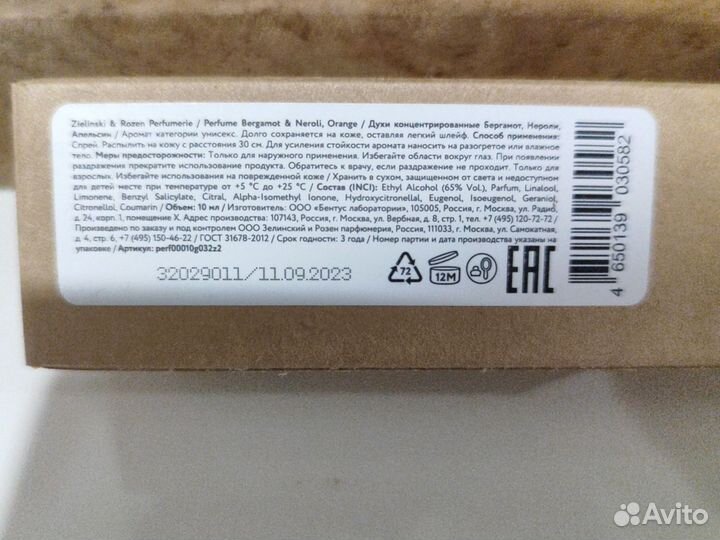 Zielinski & Rozen Perfumerie / Perfume Bergamot & Neroli, Orange / Духи концентрированные Бергамот, Нероли,
Апельсин / Аромат категории унисекс. Долго сохраняется на коже, оставляя легкий шлейф. Способ применения:
Спрей. Распылить на кожу с расстояния 30 см. Для усиления стойкости аромата наносить на разогретое или влажное
тело. Меры предосторожности: Только для наружного применения. Избегайте области вокруг глаз. При появлении
раздражения прекратите использование продукта. Обратитесь к врачу, если раздражение не проходит. Только для
взрослых. Избегайте использования на поврежденной коже / Хранить в сухом, защищенном от света и недоступном
для детей месте при температуре от +5 °C до +25 °C / Состав (INCI): Ethyl Alcohol (65% Vol.), Parfum, Linalool,
Limonene, Benzyl Salicylate, Citral, Alpha-Isomethyl Ionone, Hydroxycitronellal, Eugenol, Isoeugenol, Geraniol,
Citronellol, Coumarin / Объем: 10 мл / Изготовитель: ООО «Бентус лаборатории», 105005, Россия, г. Москва, ул. Радио,
д. 24, корп. 1, помещение X. Адрес производства: 107143, Россия, г. Москва, ул. Вербная, д. 8, стр. 1, тел. +7 (495) 120-72-72 /
Произведено по заказу и под контролем ООО Зелинский и Розен парфюмерия, Россия, 111033, г. Москва, ул. Самокатная,
д. 4, стр. 6, +7 (495) 150-46-22 / ГОСТ 31678-2012 / Срок годности: 3 года / Номер партии и дата производства указаны на
упаковке / Артикул: perf00010g032z2
32029011/11.09.2023
72
12M
EAC
4 650139 030582
Avito